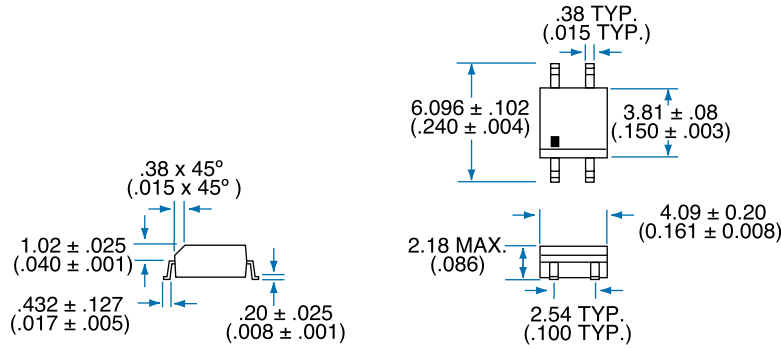 .38 TYP.
(.015 TYP.)
6.096 ± .102
(.240 ± .004)
3.81 ± .08
(.150 ± .003)
.38 x 45º
(.015 x 45º )
1.02 ± .025
(.040 ± .001)
.432 ± .127
(.017 ± .005)
.20 ± .025
(.008 ± .001)
4.09 ± 0.20
(0.161 ± 0.008)
2.18 MAX.
(.086)
2.54 TYP.
(.100 TYP.)